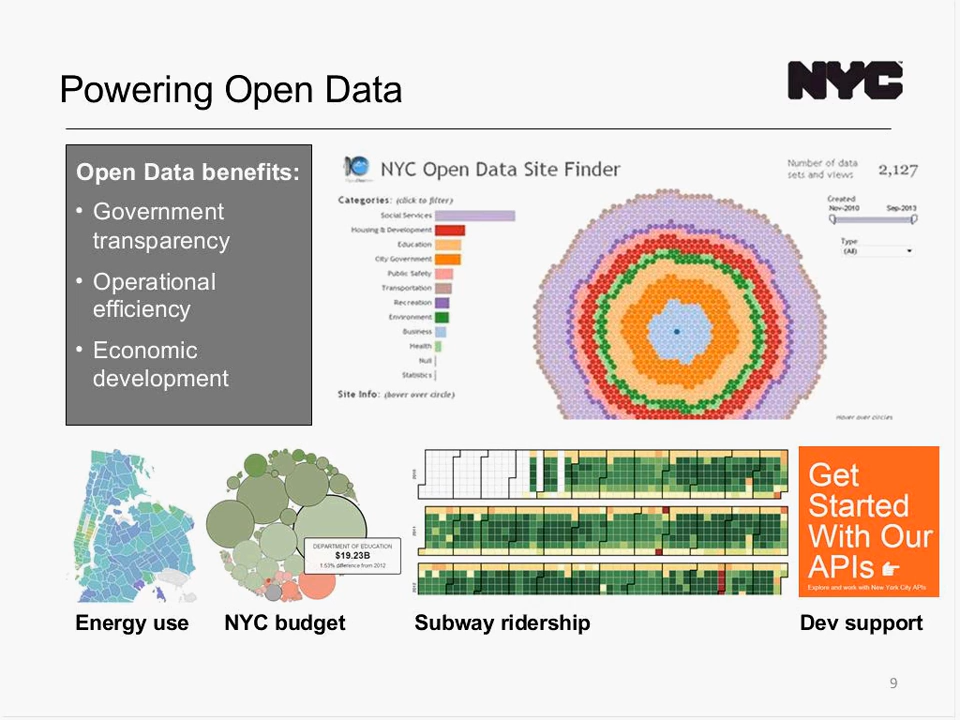 Powering Open Data
NYC
Open Data benefits:
• Government
transparency
• Operational
efficiency
• Economic
development
NYC Open Data Site Finder
Number of data
sets and views
2,127
Categories: (click to filter)
Social Services
Housing & Development
Education
City Government
Public Safety
Transportation
Recreation
Environment
Business
Health
Null
Statistics
Site Info: (hover over circle)
Created
Nov-2010 Sep-2013
Type
(All)
Hover over circles
DEPARTMENT OF EDUCATION
$19.23B
1.53% difference from 2012
2010
2011
2012
Get
Started
With Our
APIs
Explore and work with New York City APIs
Energy use
NYC budget
Subway ridership
Dev support
9